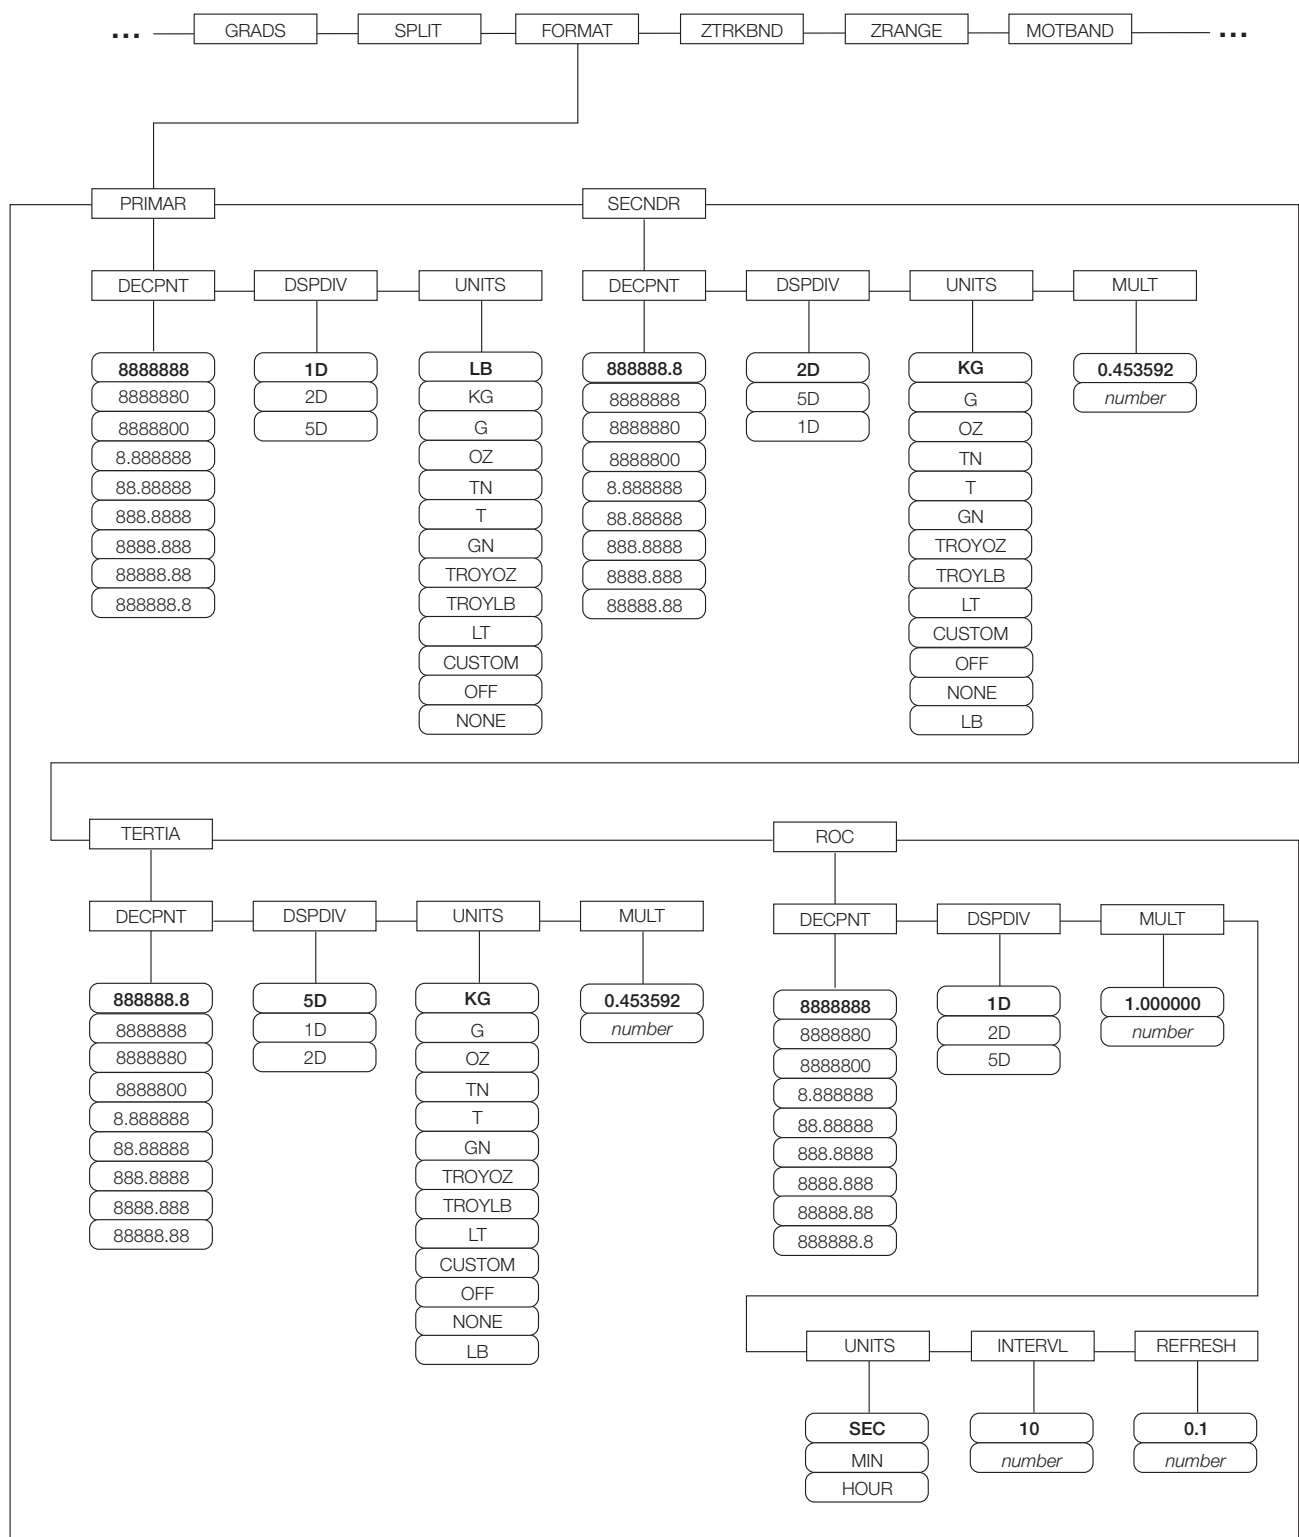 ... GRADS SPLIT FORMAT ZTRKBND ZRANGE MOTBAND ...
PRIMAR SECNDR
DECPNT DSPDIV UNITS DECPNT DSPDIV UNITS MULT
8888888 1D LB 888888.8 2D KG 0.453592
8888880 2D KG 8888888 5D G number
8888800 5D G 8888880 1D OZ
8.888888 OZ 8888800 TN
88.88888 TN 8.888888 T
888.8888 T 88.88888 GN
8888.888 GN 888.8888 TROYOZ
88888.88 TROYOZ 8888.888 TROYLB
888888.8 TROYLB 88888.88 LT
LT CUSTOM
CUSTOM OFF
OFF NONE
NONE LB
TERTIA ROC
DECPNT DSPDIV UNITS MULT DECPNT DSPDIV MULT
888888.8 5D KG 0.453592 8888888 1D 1.000000
8888888 1D G number 8888880 2D number
8888880 2D OZ 8888800 5D
8888800 TN 8.888888
8.888888 T 88.88888
88.88888 GN 888.8888
888.8888 TROYOZ 8888.888
8888.888 TROYLB 88888.88
88888.88 LT 888888.8
CUSTOM
OFF
NONE
LB
UNITS INTERVL REFRESH
SEC 10 0.1
MIN number number
HOUR